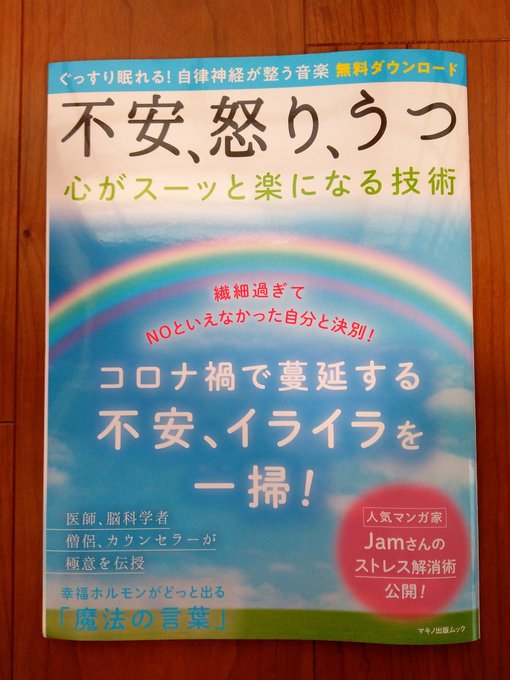 ぐっすり眠れる! 自律神経が整う音楽 無料ダウンロード
不安、怒り、うつ
心がスーッと楽になる技術
繊細過ぎて
NOといえなかった自分と決別!
コロナ禍で蔓延する
不安、イライラを
一掃!
医師、脳科学者
僧侶、カウンセラーが
極意を伝授
幸福ホルモンがどっと出る
「魔法の言葉」
人気マンガ家
Jamさんの
ストレス解消術
公開!
マキノ出版ムック